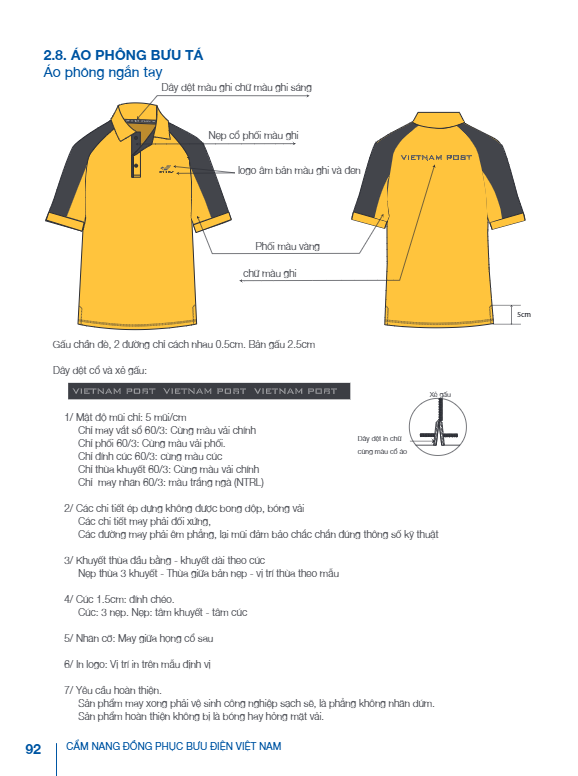 2.8. ÁO PHÔNG BƯU TÁ
Áo phông ngắn tay
Dây dệt màu ghi chữ màu ghi sáng
Nẹp cổ phối màu ghi
VIETNAM POST
logo âm bản màu ghi và đen
Phối màu vàng
chữ màu ghi
5cm
Gấu chần đè, 2 đường chỉ cách nhau 0.5cm. Bản gấu 2.5cm
Dây dệt cổ và xẻ gấu:
VIETNAM POST VIETNAM POST VIETNAM POST
Xẻ gấu
Dây dệt in chữ
cùng màu cổ áo
1/ Mật độ mũi chỉ: 5 mũi/cm
Chỉ may vắt sổ 60/3: Cùng màu vải chính
Chỉ phối 60/3: Cùng màu vải phối.
Chỉ đính cúc 60/3: cùng màu cúc
Chỉ thùa khuyết 60/3: Cùng màu vải chính
Chỉ may nhãn 60/3: màu trắng ngà (NTRL)
2/ Các chi tiết ép dựng không được bong dộp, bóng vải
Các chi tiết may phải đối xứng,
Các đường may phải êm phẳng, lại mũi đảm bảo chắc chắn đúng thông số kỹ thuật
3/ Khuyết thùa đầu bằng - khuyết dài theo cúc
Nẹp thùa 3 khuyết - Thùa giữa bản nẹp - vị trí thùa theo mẫu
4/ Cúc 1.5cm: đính chéo.
Cúc: 3 nẹp. Nẹp: tâm khuyết - tâm cúc
5/ Nhãn cỡ: May giữa họng cổ sau
6/ In logo: Vị trí in trên mẫu định vị
7/ Yêu cầu hoàn thiện.
Sản phẩm may xong phải vệ sinh công nghiệp sạch sẽ, là phẳng không nhăn dúm.
Sản phẩm hoàn thiện không bị là bóng hay hỏng mặt vải.
92
CẨM NANG ĐỒNG PHỤC BƯU ĐIỆN VIỆT NAM